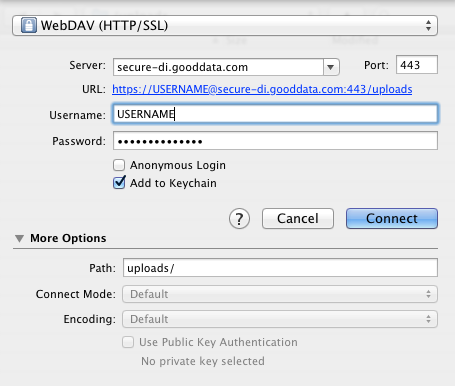 WebDAV (HTTP/SSL)
Server: secure-di.gooddata.com Port: 443
URL: https://USERNAME@secure-di.gooddata.com:443/uploads
Username: USERNAME
Password: ••••••••••••••
Anonymous Login
Add to Keychain
? Cancel Connect
More Options
Path: uploads/
Connect Mode: Default
Encoding: Default
Use Public Key Authentication
No private key selected